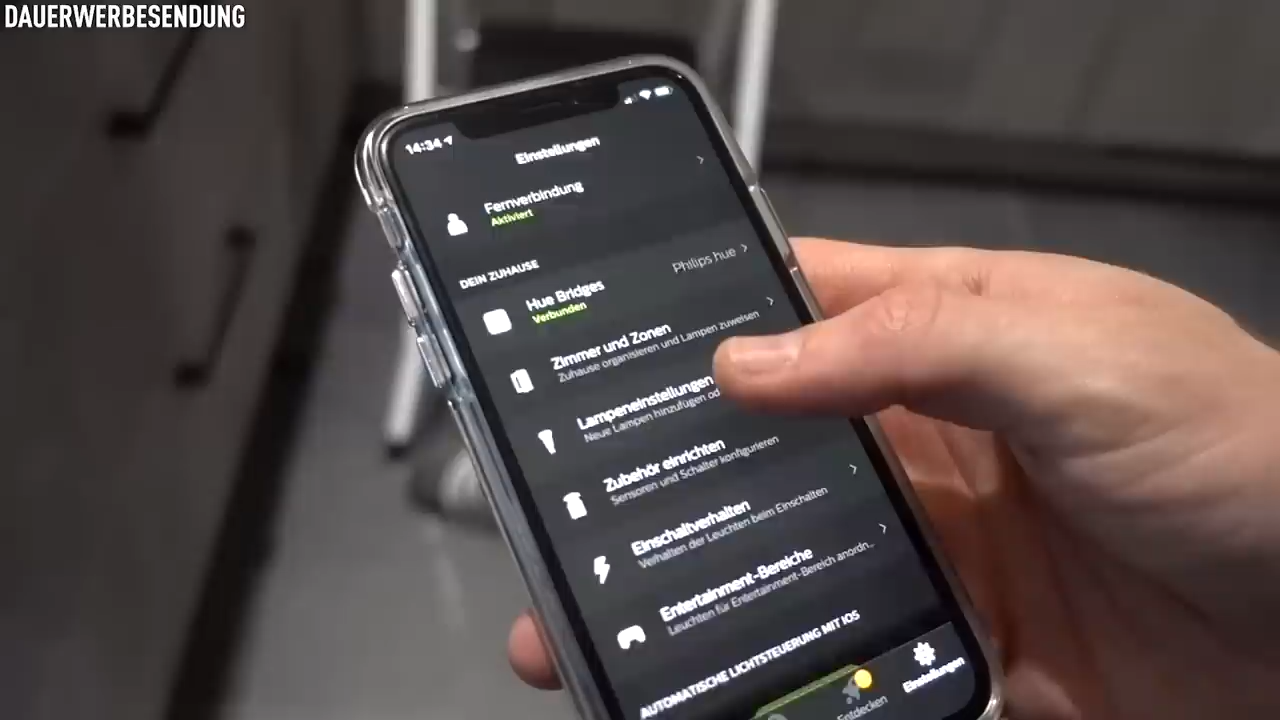 DAUERWERBESENDUNG
14:34
Einstellungen
Fernverbindung
Aktiviert
DEIN ZUHAUSE
Hue Bridges
Philips hue
Verbunden
Zimmer und Zonen
Zuhause organisieren und Lampen zuweisen
Lampeneinstellungen
Neue Lampen hinzufügen od
Zubehör einrichten
Sensoren und Schalter konfigurieren
Einschaltverhalten
Verhalten der Leuchten beim Einschalten
Entertainment-Bereiche
Leuchten für Entertainment-Bereich anordn..
AUTOMATISCHE LICHTSTEUERUNG MIT IOS
Entdecken
Einstellungen